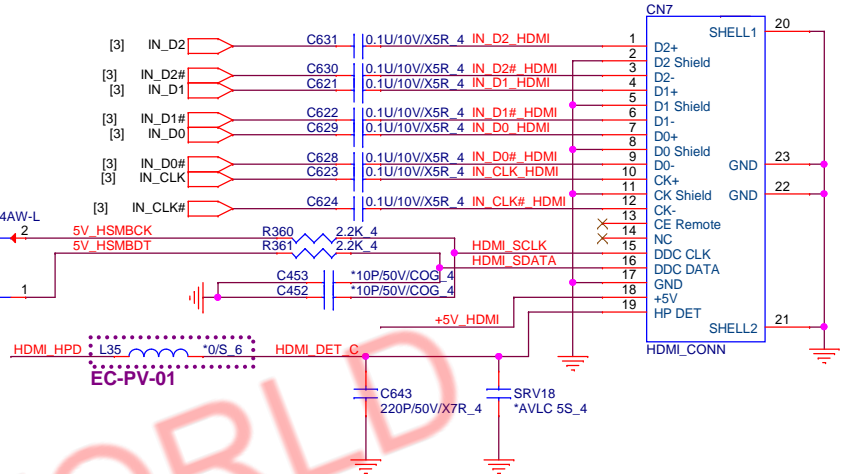 CN7
[3] IN_D2 C631 0.1U/10V/X5R_4 IN_D2_HDMI 1 D2+ SHELL1 20
2 D2 Shield
[3] IN_D2# C630 0.1U/10V/X5R_4 IN_D2#_HDMI 3 D2-
[3] IN_D1 C621 0.1U/10V/X5R_4 IN_D1_HDMI 4 D1+
5 D1 Shield
[3] IN_D1# C622 0.1U/10V/X5R_4 IN_D1#_HDMI 6 D1-
[3] IN_D0 C629 0.1U/10V/X5R_4 IN_D0_HDMI 7 D0+
8 D0 Shield
[3] IN_D0# C628 0.1U/10V/X5R_4 IN_D0#_HDMI 9 D0- GND 23
[3] IN_CLK C623 0.1U/10V/X5R_4 IN_CLK_HDMI 10 CK+
11 CK Shield GND 22
[3] IN_CLK# C624 0.1U/10V/X5R_4 IN_CLK#_HDMI 12 CK-
4AW-L 13 CE Remote
2 5V_HSMBCK R360 2.2K_4 14 NC
5V_HSMBDT R361 2.2K_4 HDMI_SCLK 15 DDC CLK
HDMI_SDATA 16 DDC DATA
C453 *10P/50V/COG_4 17 GND
1 C452 *10P/50V/COG_4 18 +5V
+5V_HDMI 19 HP DET
SHELL2 21
HDMI_HPD L35 *0/S_6 HDMI_DET_C HDMI_CONN
EC-PV-01
C643 SRV18
220P/50V/X7R_4 *AVLC 5S_4
ORLD